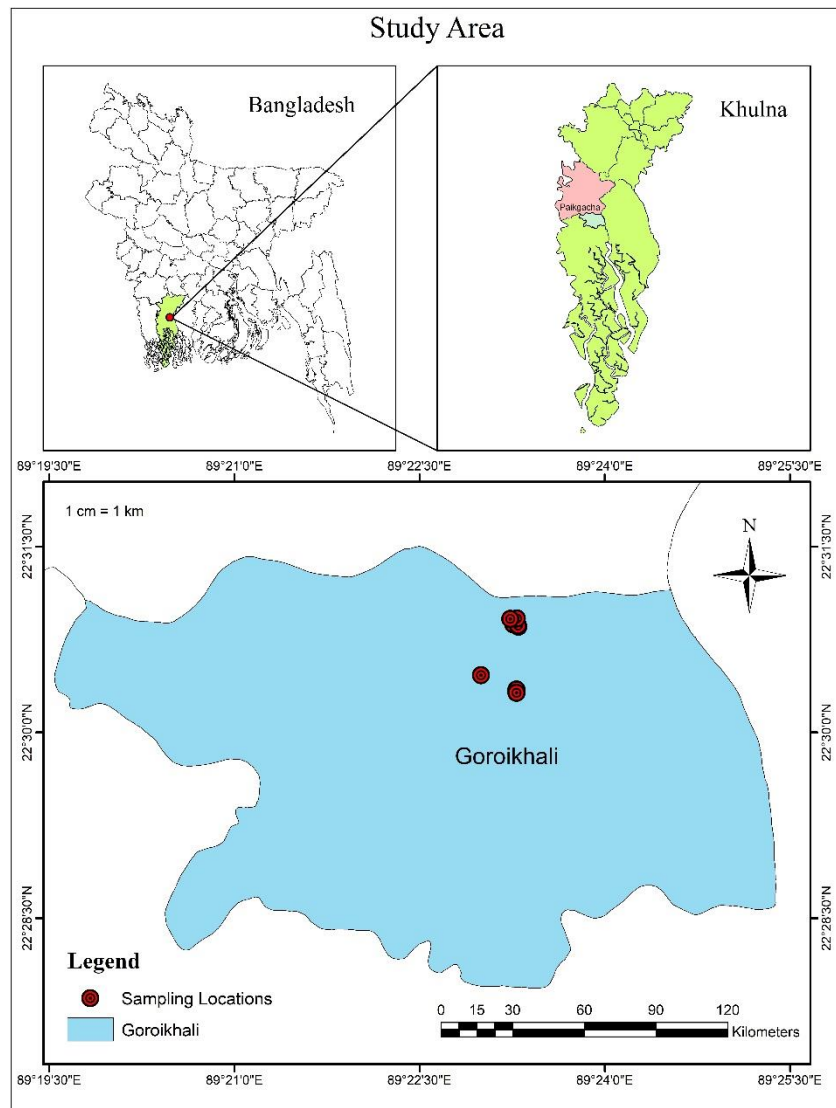 Study Area
Bangladesh
Khulna
Paikgacha
89°19'30"E 89°21'0"E 89°22'30"E 89°24'0"E 89°25'30"E
1 cm = 1 km
N
22°31'30"N 22°31'30"N
22°30'0"N 22°30'0"N
Goroikhali
22°28'30"N 22°28'30"N
Legend
Sampling Locations
Goroikhali
0 15 30 60 90 120
Kilometers
89°19'30"E 89°21'0"E 89°22'30"E 89°24'0"E 89°25'30"E